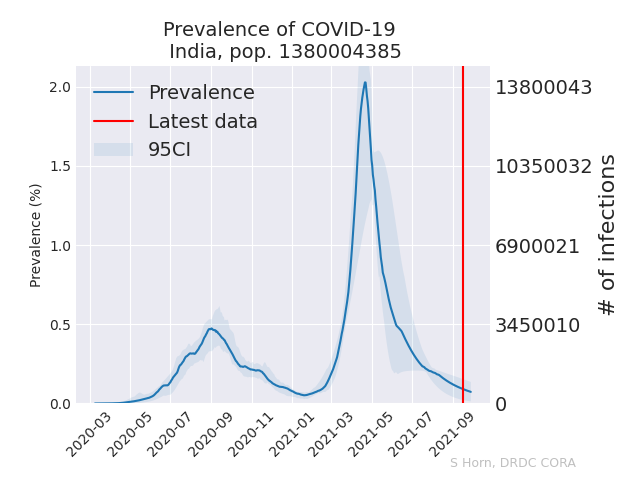 Prevalence of COVID-19
India, pop. 1380004385
Prevalence
Latest data
95CI
Prevalence (%)
2.0
1.5
1.0
0.5
0.0
13800043
10350032
6900021
3450010
0
# of infections
2020-03
2020-05
2020-07
2020-09
2020-11
2021-01
2021-03
2021-05
2021-07
2021-09
S Horn, DRDC CORA